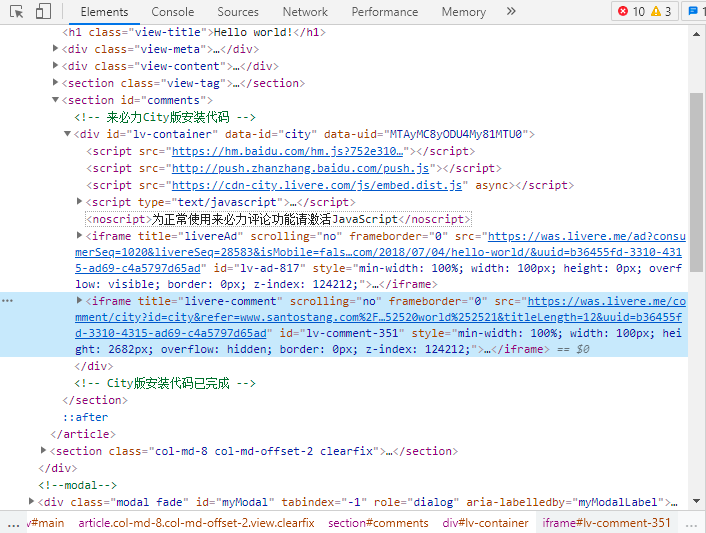 Elements Console Sources Network Performance Memory » 10 3 1
<h1 class="view-title">Hello world!</h1>
<div class="view-meta">…</div>
<div class="view-content">…</div>
<section class="view-tag">…</section>
<section id="comments">
<!-- 来必力City版安装代码 -->
<div id="lv-container" data-id="city" data-uid="MTAyMC8yODU4My81MTU0">
<script src="https://hm.baidu.com/hm.js?752e310…"></script>
<script src="http://push.zhanzhang.baidu.com/push.js"></script>
<script src="https://cdn-city.livere.com/js/embed.dist.js" async></script>
<script type="text/javascript">…</script>
<noscript>为正常使用来必力评论功能请激活JavaScript</noscript>
<iframe title="livereAd" scrolling="no" frameborder="0" src="https://was.livere.me/ad?consu
merSeq=1020&livereSeq=28583&isMobile=fals…com/2018/07/04/hello-world/&uuid=b36455fd-3310-431
5-ad69-c4a5797d65ad" id="lv-ad-817" style="min-width: 100%; width: 100px; height: 0px; overf
low: visible; border: 0px; z-index: 124212;">…</iframe>
… <iframe title="livere-comment" scrolling="no" frameborder="0" src="https://was.livere.me/co
mment/city?id=city&refer=www.santostang.com%2F…52520world%252521&titleLength=12&uuid=b36455f
d-3310-4315-ad69-c4a5797d65ad" id="lv-comment-351" style="min-width: 100%; width: 100px; hei
ght: 2682px; overflow: hidden; border: 0px; z-index: 124212;">…</iframe> == $0
</div>
<!-- City版安装代码已完成 -->
</section>
::after
</article>
<section class="col-md-8 col-md-offset-2 clearfix">…</section>
</div>
<!--modal-->
<div class="modal fade" id="myModal" tabindex="-1" role="dialog" aria-labelledby="myModalLabel">…
… v#main article.col-md-8.col-md-offset-2.view.clearfix section#comments div#lv-container iframe#lv-comment-351 …